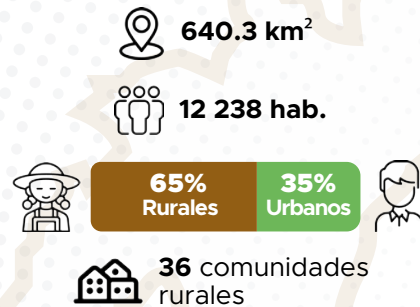 640.3 km²
12 238 hab.
65% 35%
Rurales Urbanos
36 comunidades
rurales